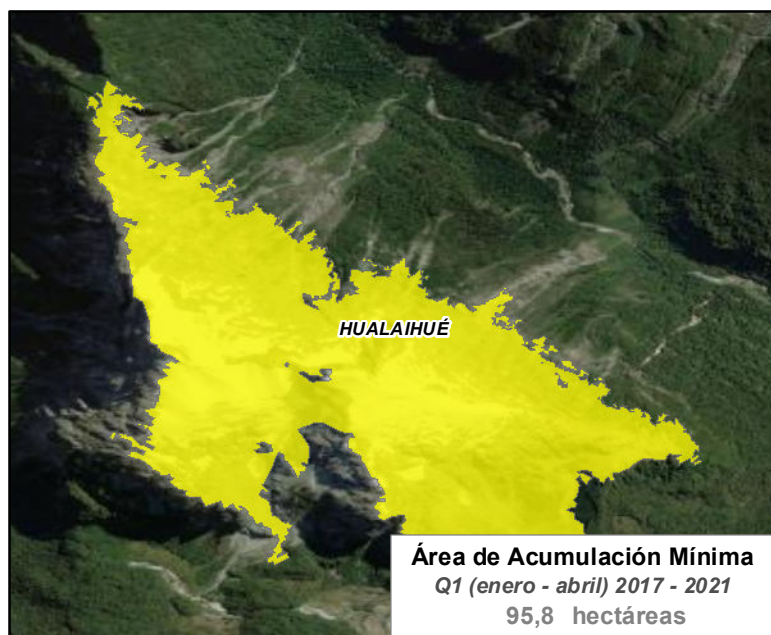 HUALAIHUÉ
Área de Acumulación Mínima
Q1 (enero - abril) 2017 - 2021
95,8 hectáreas